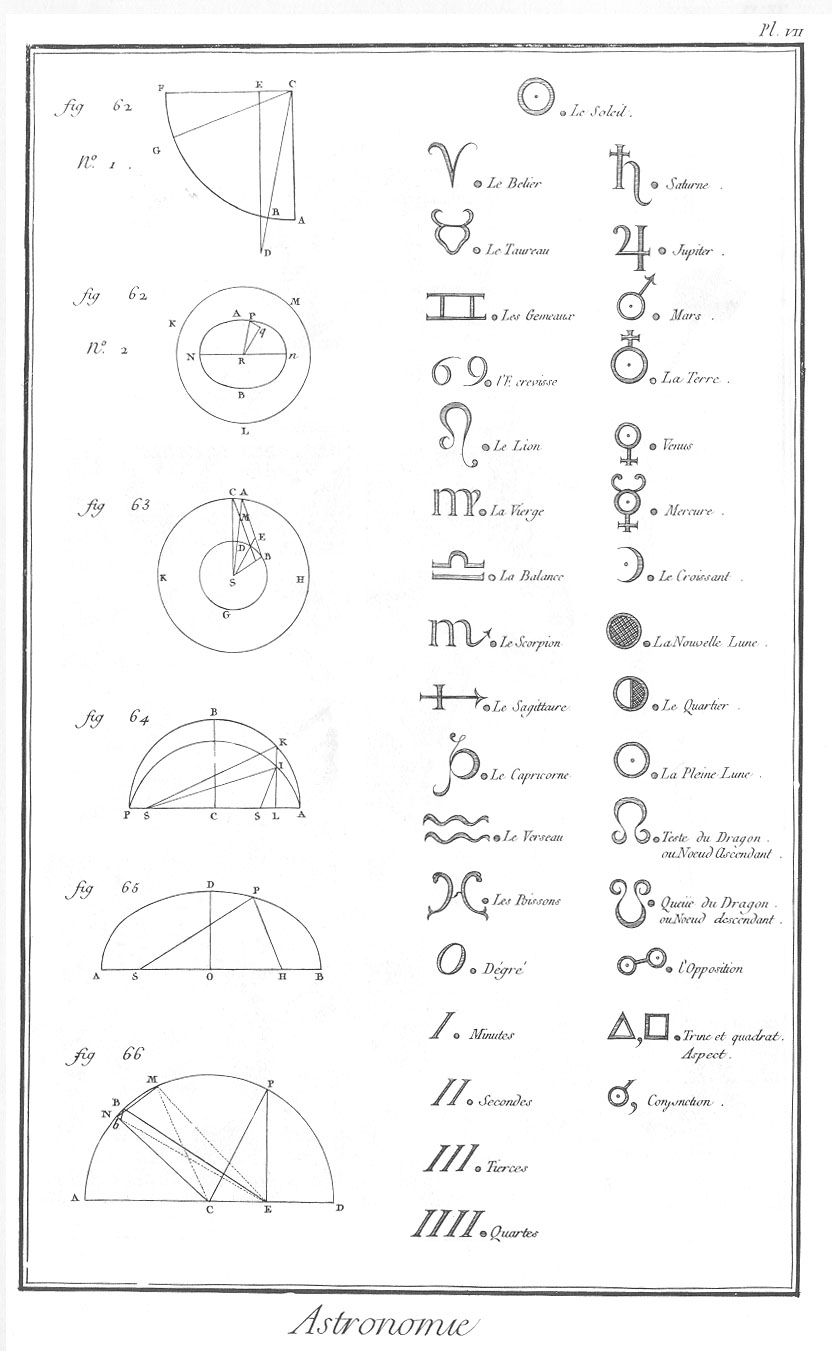 Pl. VII
fig 62
N.° 1 .
F E C
G
B A
D
fig 62
N.° 2
K M
A P q
N R n
B
L
fig 63
C A
M
E
D B
K S H
G
fig 64
B
K
I
P S C S L A
fig 65
D P
A S O H B
fig 66
M P
B
N
b
A C E D
Le Soleil .
Le Belier
Le Taureau
Les Gemeaux
l'Ecrevisse
Le Lion
La Vierge
La Balance
Le Scorpion
Le Sagittaire
Le Capricorne
Le Verseau
Les Poissons
Dégré
Minutes
Secondes
Tierces
Quartes
Saturne .
Jupiter .
Mars .
La Terre .
Venus
Mercure .
Le Croissant .
La Nouvelle Lune .
Le Quartier .
La Pleine Lune .
Teste du Dragon .
ou Noeud Ascendant .
Queüe du Dragon .
ou Noeud descendant .
l'Opposition
Trine et quadrat .
Aspect .
Conjonction .
Astronomie